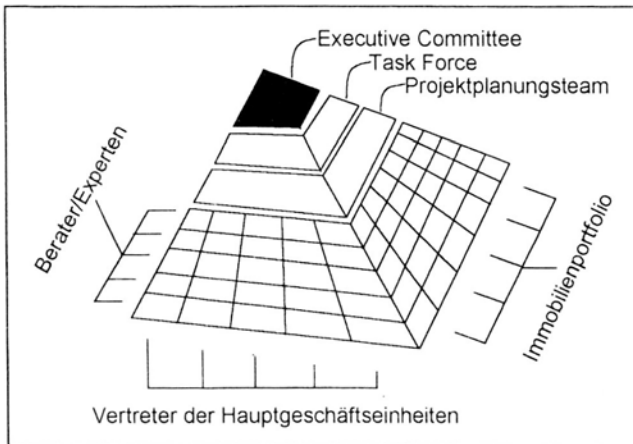 Executive Committee
Task Force
Projektplanungsteam
Berater/Experten
Immobilienportfolio
Vertreter der Hauptgeschäftseinheiten